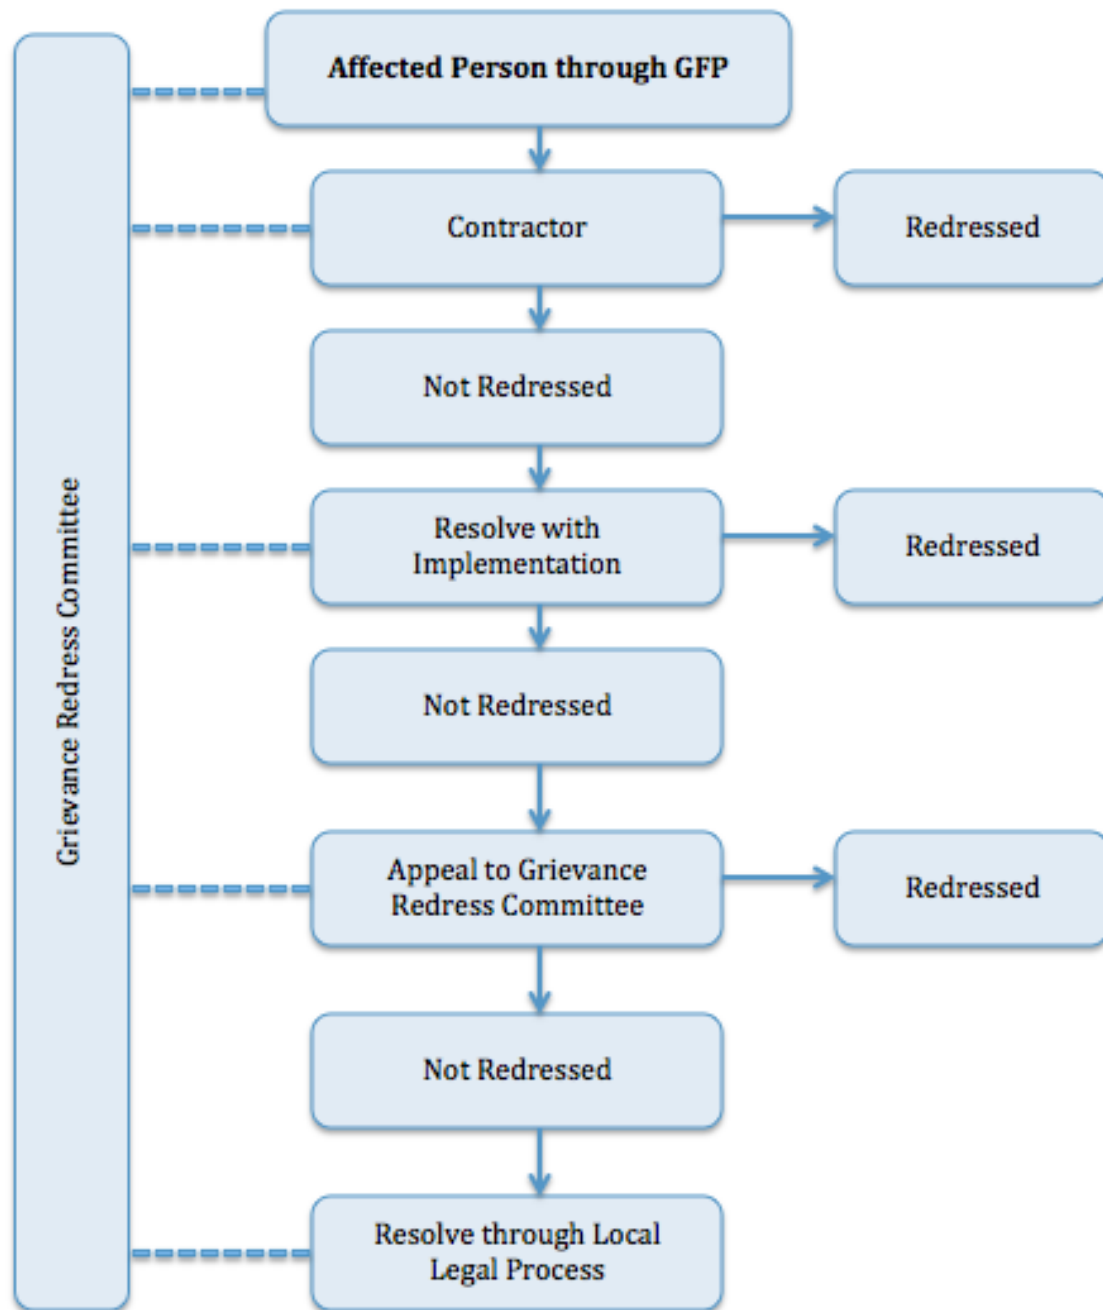 Affected Person through GFP
Contractor
Redressed
Not Redressed
Resolve with
Implementation
Redressed
Not Redressed
Appeal to Grievance
Redress Committee
Redressed
Not Redressed
Resolve through Local
Legal Process
Grievance Redress Committee